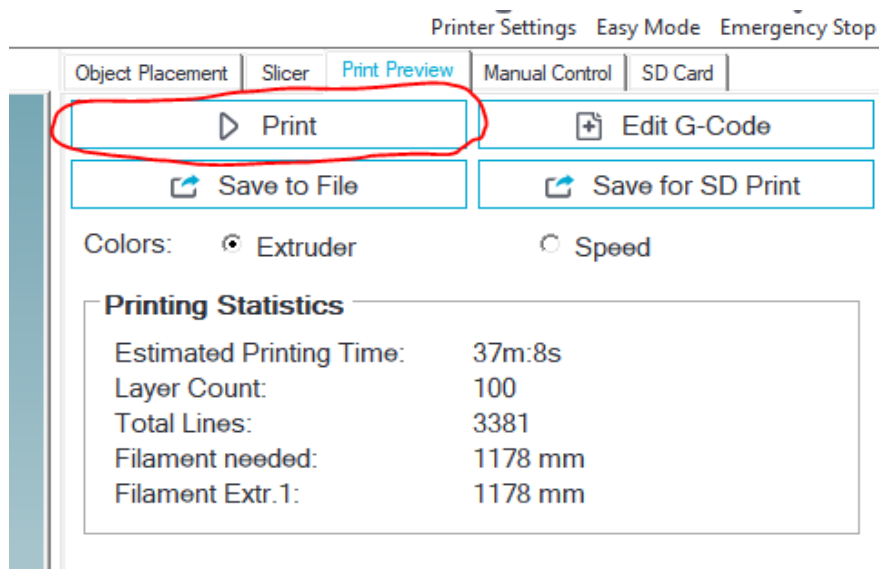 Printer Settings Easy Mode Emergency Stop
Object Placement Slicer Print Preview Manual Control SD Card
Print Edit G-Code
Save to File Save for SD Print
Colors: Extruder Speed
Printing Statistics
Estimated Printing Time: 37m:8s
Layer Count: 100
Total Lines: 3381
Filament needed: 1178 mm
Filament Extr.1: 1178 mm